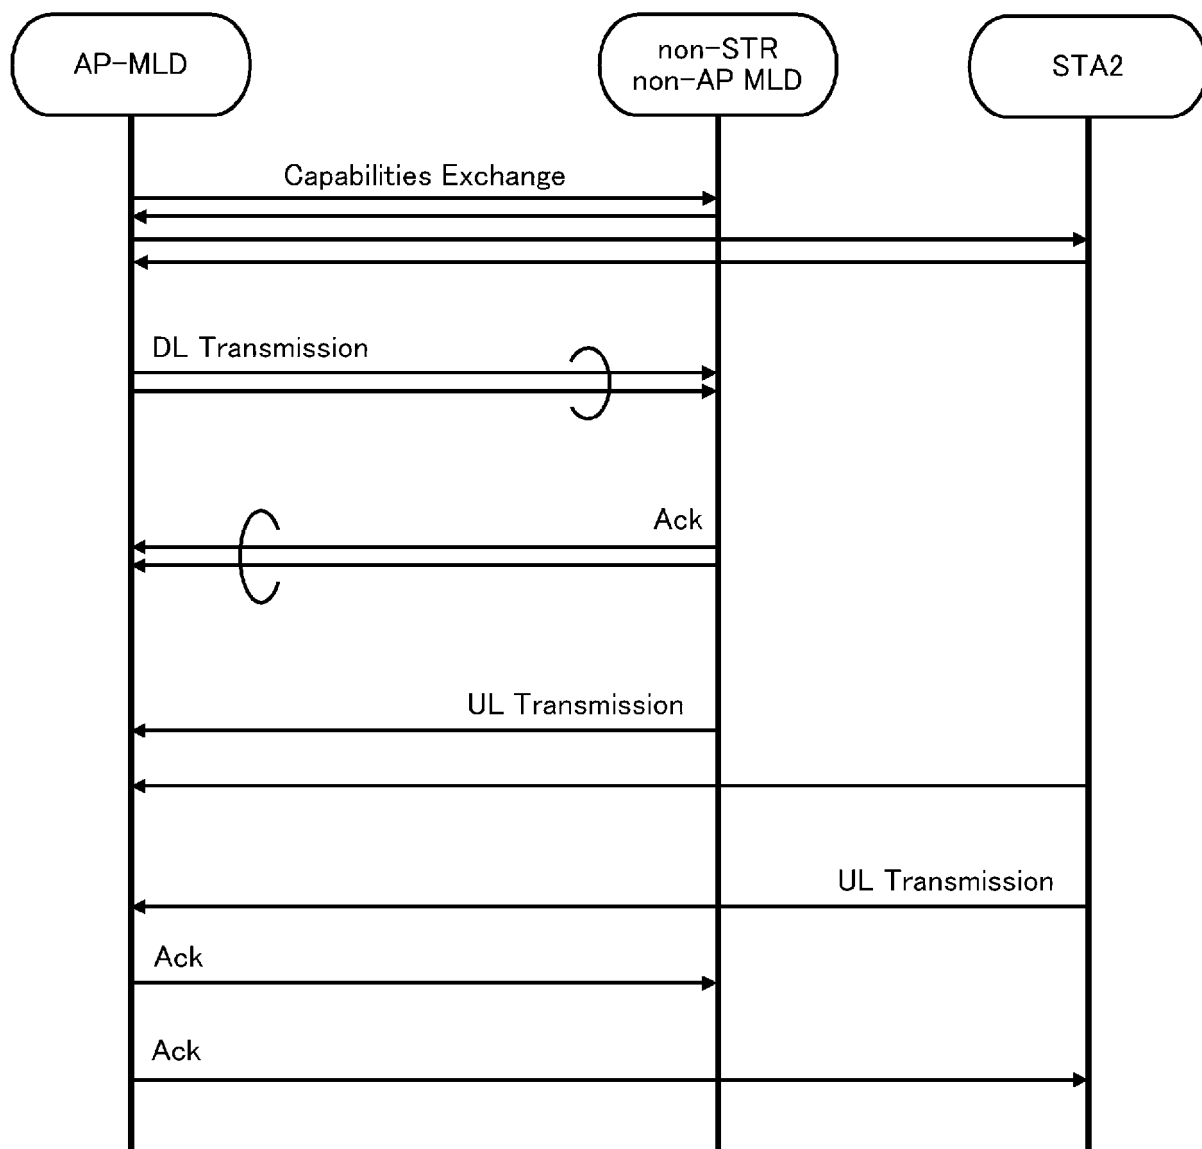 AP-MLD
non-STR
non-AP MLD
STA2
Capabilities Exchange
DL Transmission
Ack
UL Transmission
UL Transmission
Ack
Ack